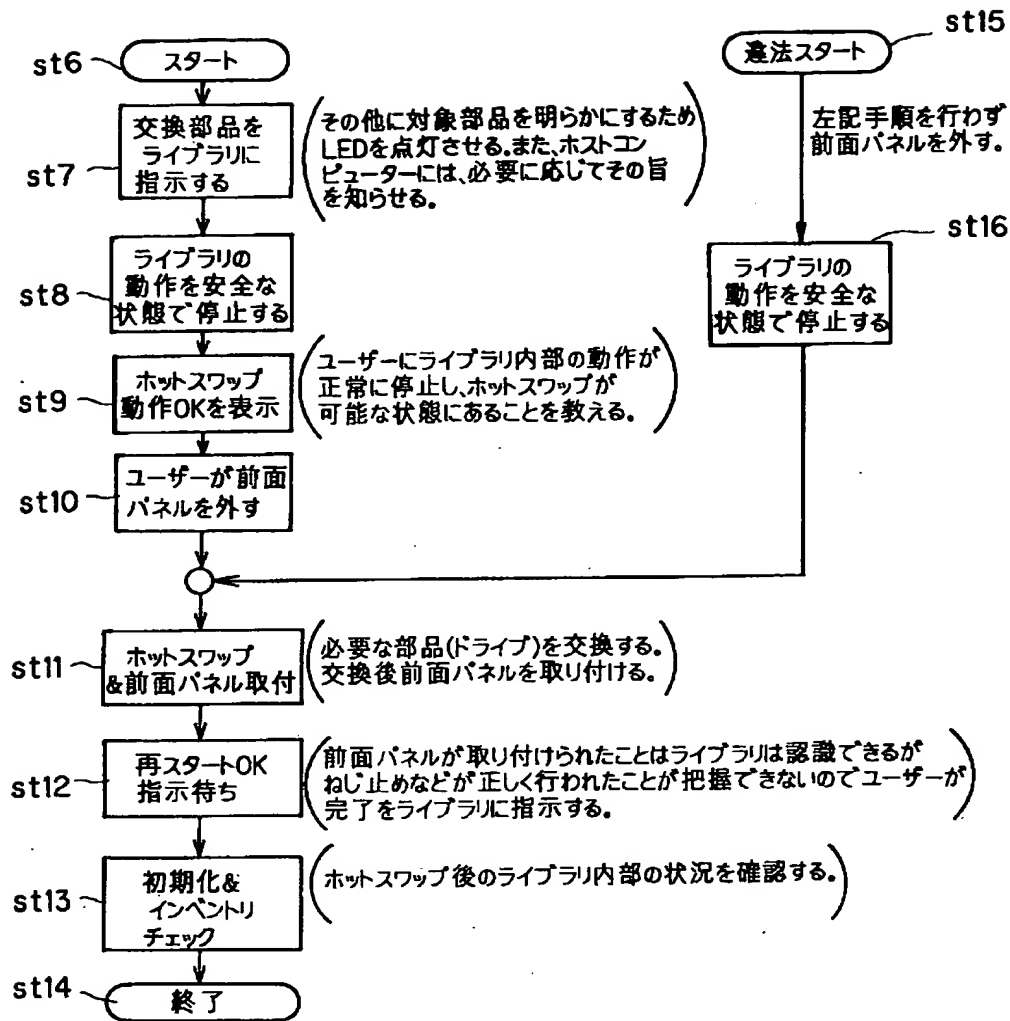 st6
スタート
st7
交換部品を
ライブラリに
指示する
その他に対象部品を明らかにするため
LEDを点灯させる。また、ホストコン
ピューターには、必要に応じてその旨
を知らせる。
st8
ライブラリの
動作を安全な
状態で停止する
st9
ホットスワップ
動作OKを表示
ユーザーにライブラリ内部の動作が
正常に停止し、ホットスワップが
可能な状態にあることを教える。
st10
ユーザーが前面
パネルを外す
st15
違法スタート
左記手順を行わず
前面パネルを外す。
st16
ライブラリの
動作を安全な
状態で停止する
st11
ホットスワップ
&前面パネル取付
必要な部品(ドライブ)を交換する。
交換後前面パネルを取り付ける。
st12
再スタートOK
指示待ち
前面パネルが取り付けられたことはライブラリは認識できるが
ねじ止めなどが正しく行われたことが把握できないのでユーザーが
完了をライブラリに指示する。
st13
初期化&
インベントリ
チェック
ホットスワップ後のライブラリ内部の状況を確認する。
st14
終了